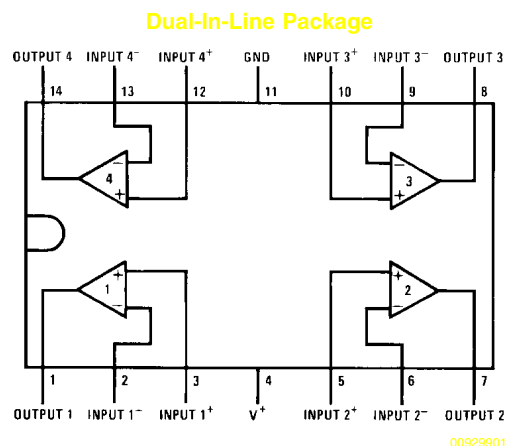 Dual-In-Line Package
OUTPUT 4 INPUT 4⁻ INPUT 4⁺ GND INPUT 3⁺ INPUT 3⁻ OUTPUT 3
14 13 12 11 10 9 8
4 − + − + 3
1 + − + − 2
1 2 3 4 5 6 7
OUTPUT 1 INPUT 1⁻ INPUT 1⁺ V⁺ INPUT 2⁺ INPUT 2⁻ OUTPUT 2
00929901